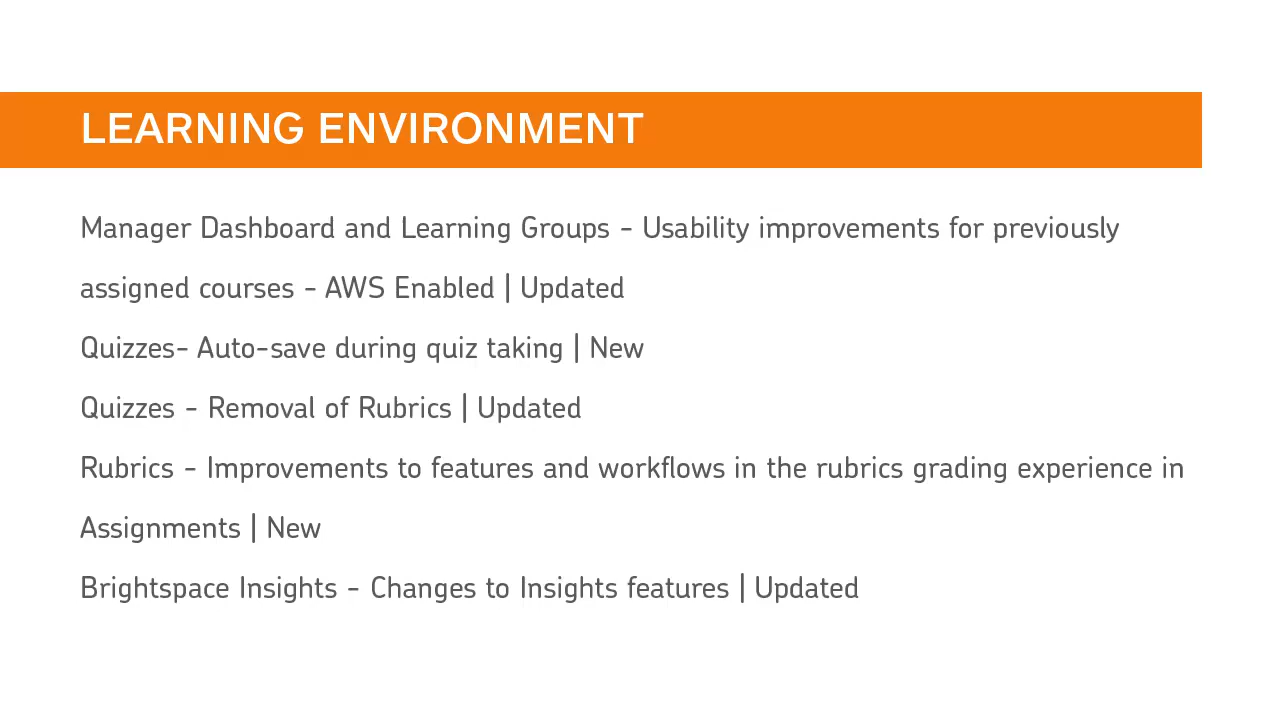 LEARNING ENVIRONMENT
Manager Dashboard and Learning Groups - Usability improvements for previously
assigned courses - AWS Enabled | Updated
Quizzes- Auto-save during quiz taking | New
Quizzes - Removal of Rubrics | Updated
Rubrics - Improvements to features and workflows in the rubrics grading experience in
Assignments | New
Brightspace Insights - Changes to Insights features | Updated